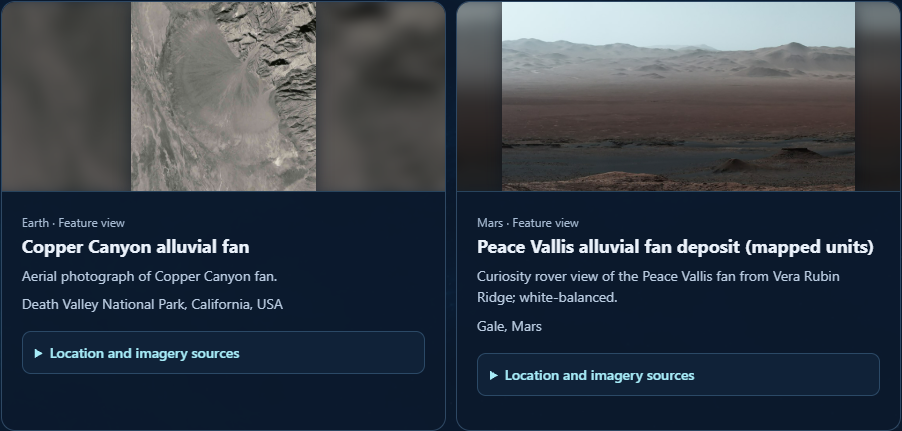 Earth · Feature view
Copper Canyon alluvial fan
Aerial photograph of Copper Canyon fan.
Death Valley National Park, California, USA
▶ Location and imagery sources
Mars · Feature view
Peace Vallis alluvial fan deposit (mapped units)
Curiosity rover view of the Peace Vallis fan from Vera Rubin
Ridge; white-balanced.
Gale, Mars
▶ Location and imagery sources